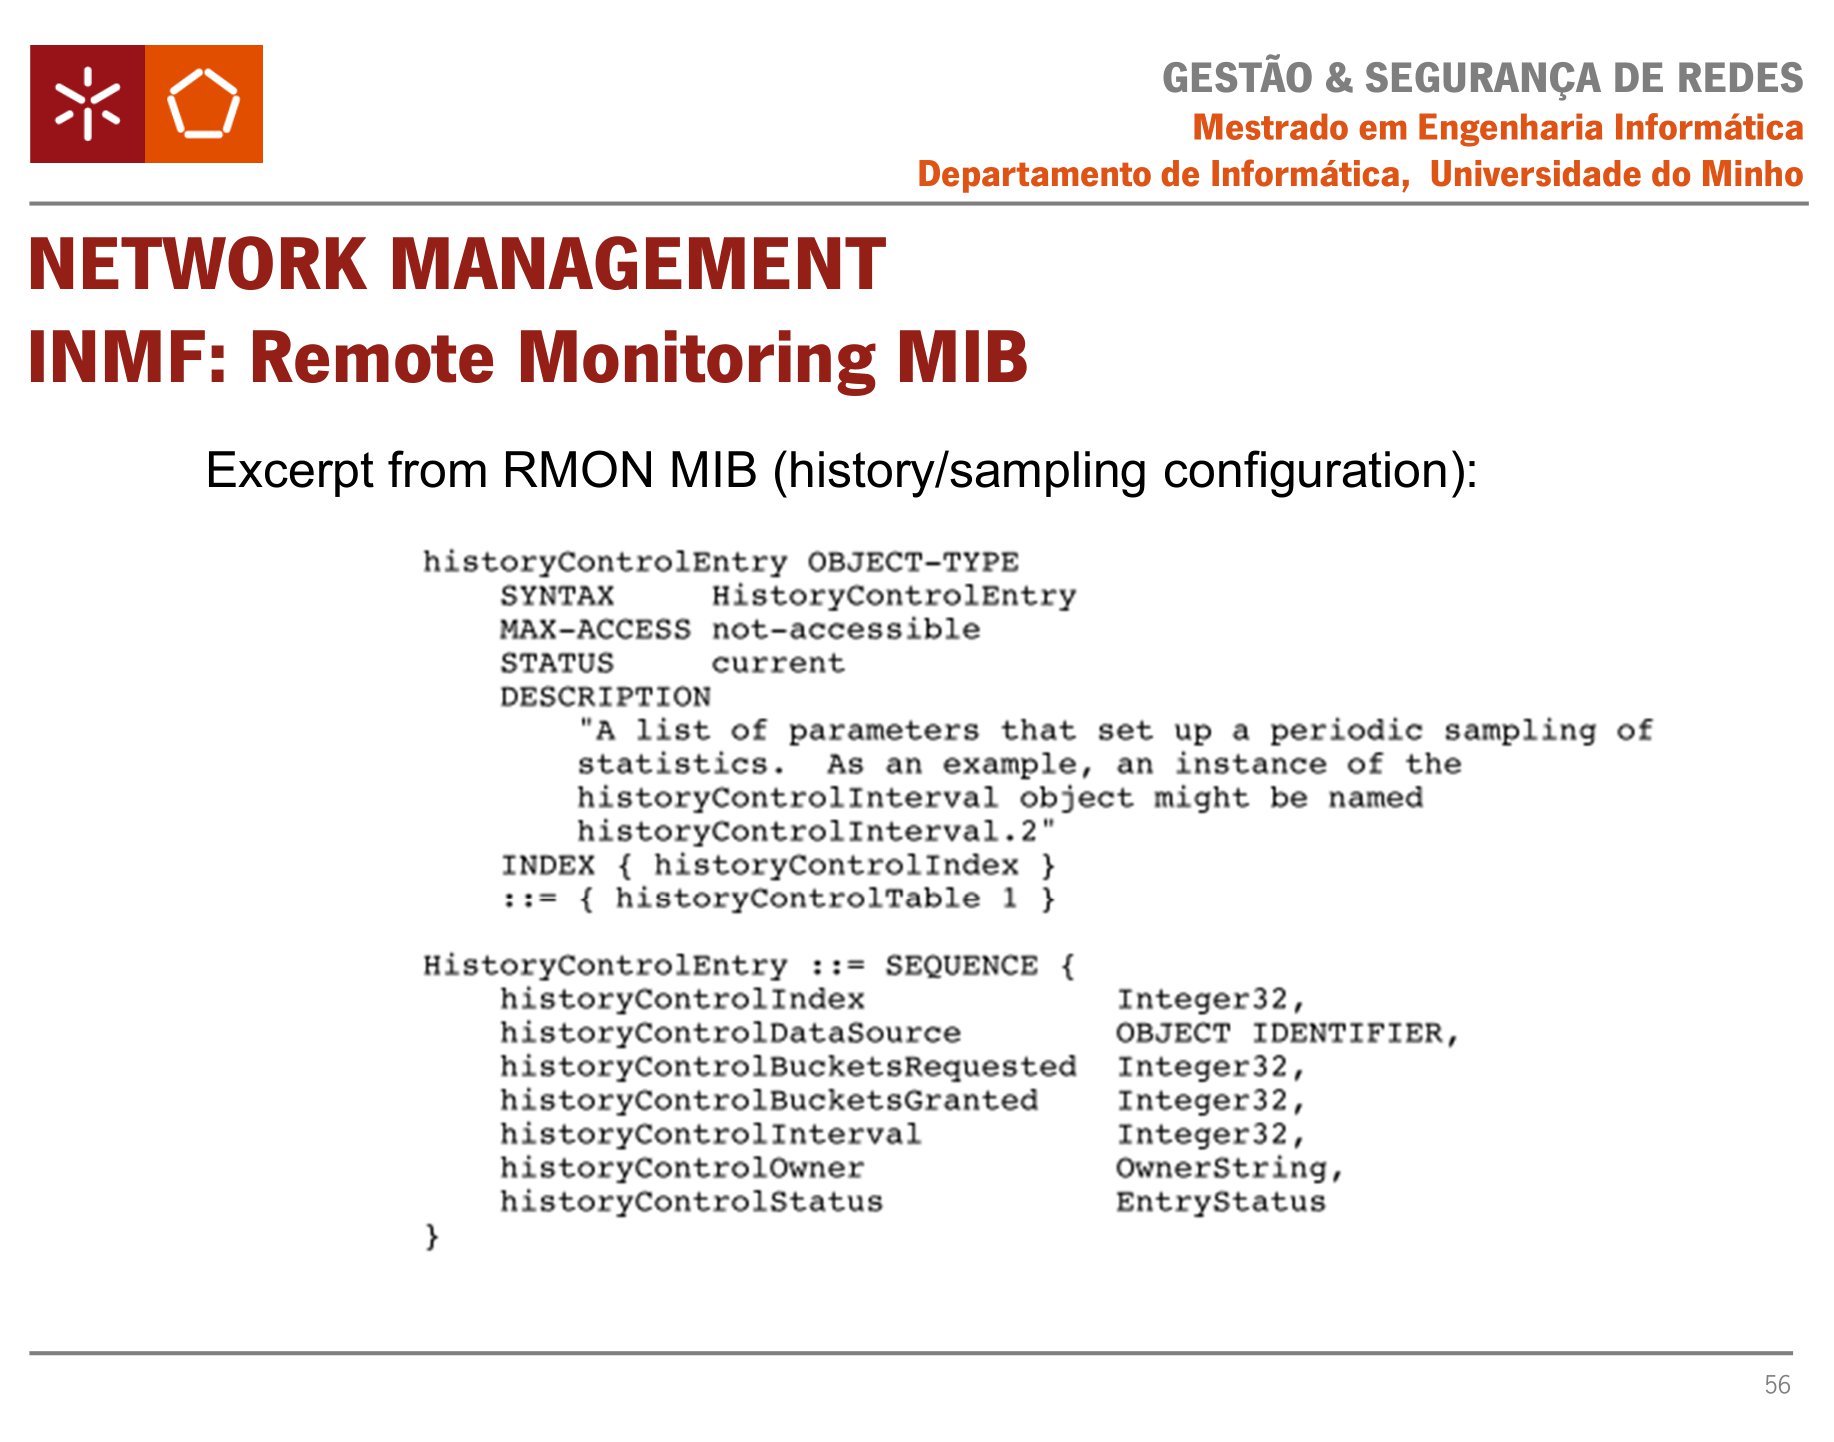 GESTÃO & SEGURANÇA DE REDES
Mestrado em Engenharia Informática
Departamento de Informática, Universidade do Minho
NETWORK MANAGEMENT
INMF: Remote Monitoring MIB
Excerpt from RMON MIB (history/sampling configuration):
historyControlEntry OBJECT-TYPE
    SYNTAX     HistoryControlEntry
    MAX-ACCESS not-accessible
    STATUS     current
    DESCRIPTION
        "A list of parameters that set up a periodic sampling of
        statistics.  As an example, an instance of the
        historyControlInterval object might be named
        historyControlInterval.2"
    INDEX { historyControlIndex }
    ::= { historyControlTable 1 }
HistoryControlEntry ::= SEQUENCE {
    historyControlIndex             Integer32,
    historyControlDataSource        OBJECT IDENTIFIER,
    historyControlBucketsRequested  Integer32,
    historyControlBucketsGranted    Integer32,
    historyControlInterval          Integer32,
    historyControlOwner             OwnerString,
    historyControlStatus            EntryStatus
}
56